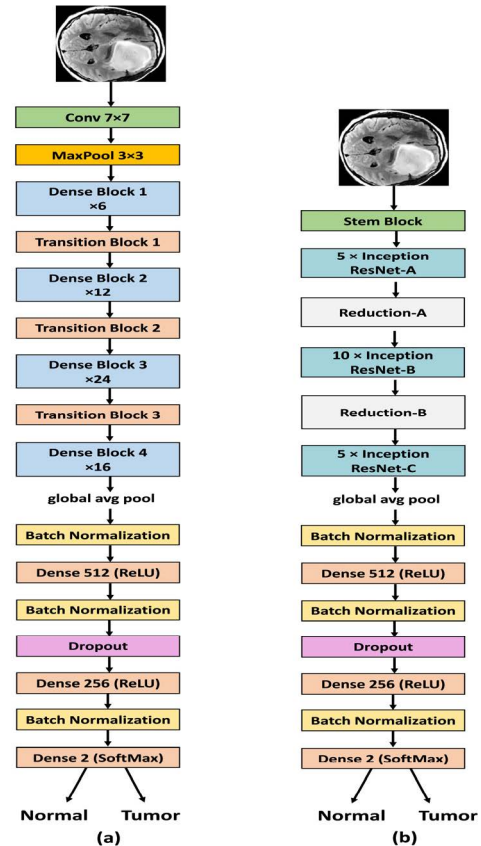 Conv 7×7
MaxPool 3×3
Dense Block 1
×6
Transition Block 1
Dense Block 2
×12
Transition Block 2
Dense Block 3
×24
Transition Block 3
Dense Block 4
×16
global avg pool
Batch Normalization
Dense 512 (ReLU)
Batch Normalization
Dropout
Dense 256 (ReLU)
Batch Normalization
Dense 2 (SoftMax)
Normal
Tumor
(a)
Stem Block
5 × Inception
ResNet-A
Reduction-A
10 × Inception
ResNet-B
Reduction-B
5 × Inception
ResNet-C
global avg pool
Batch Normalization
Dense 512 (ReLU)
Batch Normalization
Dropout
Dense 256 (ReLU)
Batch Normalization
Dense 2 (SoftMax)
Normal
Tumor
(b)